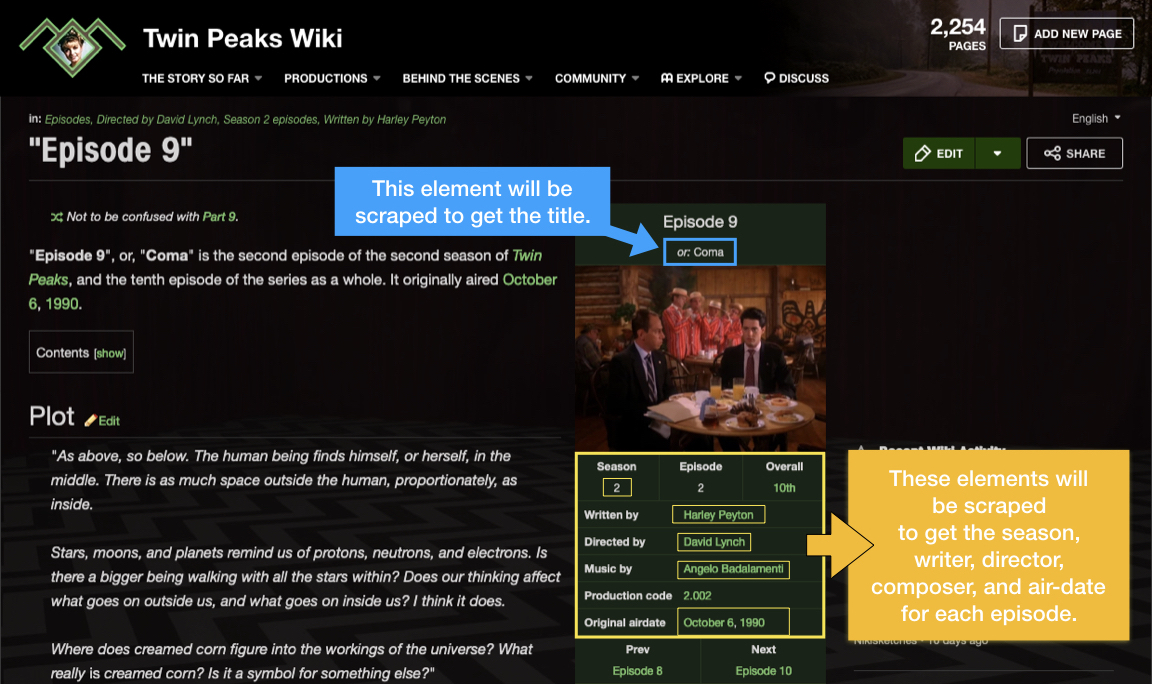 Twin Peaks Wiki
2,254
PAGES
ADD NEW PAGE
THE STORY SO FAR
PRODUCTIONS
BEHIND THE SCENES
COMMUNITY
EXPLORE
DISCUSS
in: Episodes, Directed by David Lynch, Season 2 episodes, Written by Harley Peyton
English
"Episode 9"
EDIT
SHARE
This element will be
scraped to get the title.
Not to be confused with Part 9.
"Episode 9", or, "Coma" is the second episode of the second season of Twin
Peaks, and the tenth episode of the series as a whole. It originally aired October
6, 1990.
Contents [show]
Plot
Edit
"As above, so below. The human being finds himself, or herself, in the
middle. There is as much space outside the human, proportionately, as
inside.
Stars, moons, and planets remind us of protons, neutrons, and electrons. Is
there a bigger being walking with all the stars within? Does our thinking affect
what goes on outside us, and what goes on inside us? I think it does.
Where does creamed corn figure into the workings of the universe? What
really is creamed corn? Is it a symbol for something else?"
Episode 9
or: Coma
Season
Episode
Overall
2
2
10th
Written by
Harley Peyton
Directed by
David Lynch
Music by
Angelo Badalamenti
Production code
2.002
Original airdate
October 6, 1990
Prev
Next
Episode 8
Episode 10
Recent Wiki Activity
These elements will
be scraped
to get the season,
writer, director,
composer, and air-date
for each episode.
Nikisketches • 10 days ago